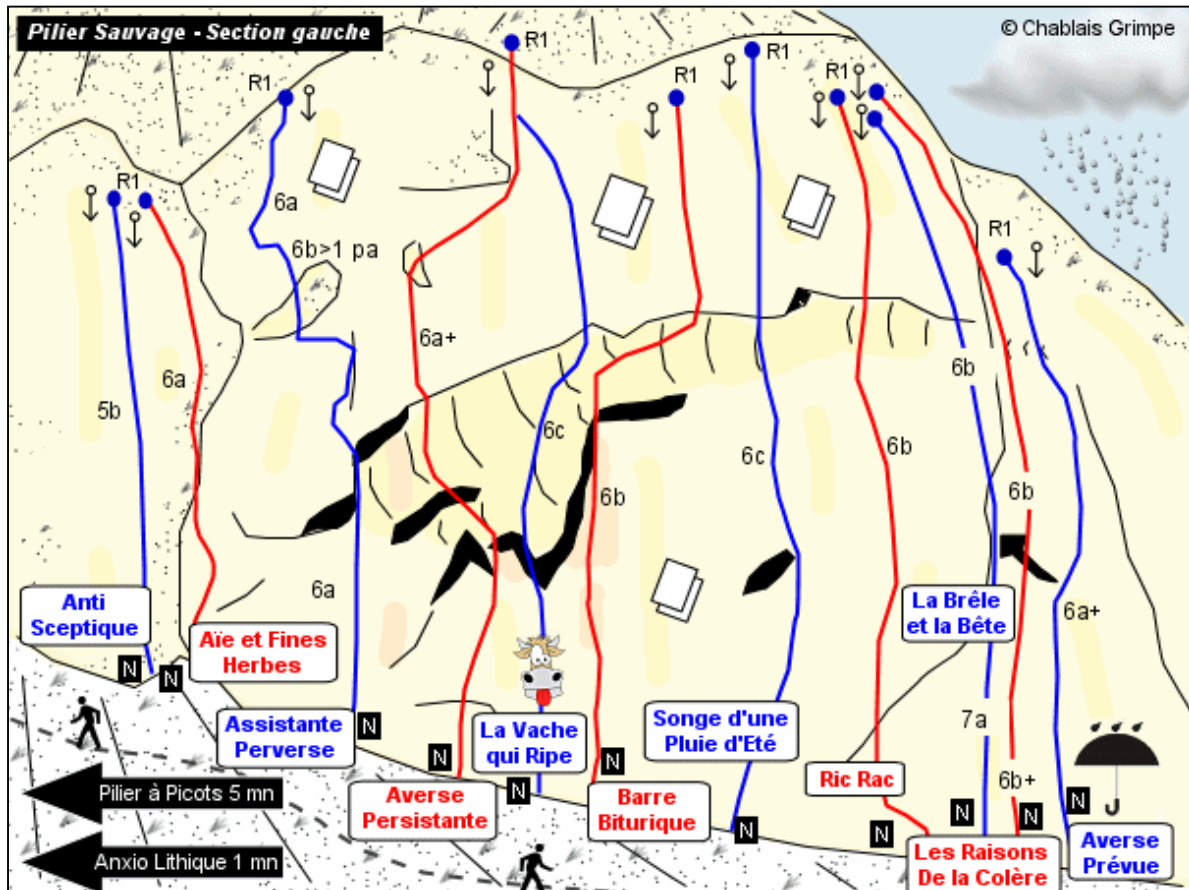 Pilier Sauvage - Section gauche
© Chablais Grimpe
R1
R1
R1
R1
R1
R1
R1
6a
6b>1 pa
6a+
6a
5b
6c
6b
6c
6b
6b
6b
6a
6a+
7a
6b+
Anti
Sceptique
Aïe et Fines
Herbes
Assistante
Perverse
Averse
Persistante
La Vache
qui Ripe
Barre
Biturique
Songe d'une
Pluie d'Eté
Ric Rac
La Brêle
et la Bête
Les Raisons
De la Colère
Averse
Prévue
N
N
N
N
N
N
N
N
N
N
N
Pilier à Picots 5 mn
Anxio Lithique 1 mn